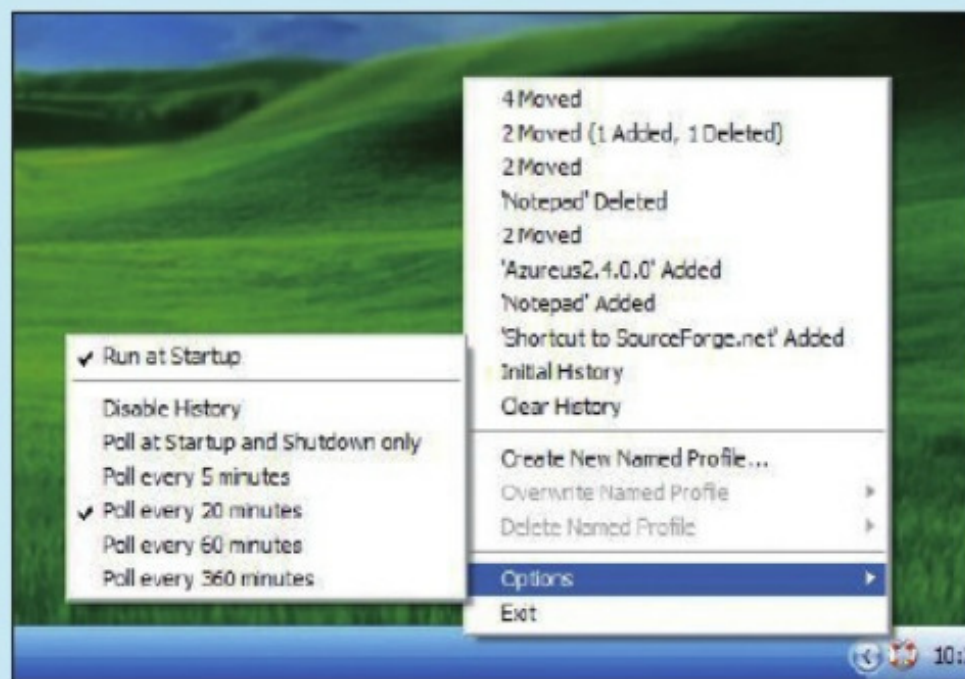 4 Moved
2 Moved (1 Added, 1 Deleted)
2 Moved
'Notepad' Deleted
2 Moved
'Azureus2.4.0.0' Added
'Notepad' Added
'Shortcut to SourceForge.net' Added
Initial History
Clear History
Create New Named Profile...
Overwrite Named Profile
Delete Named Profile
Options
Exit
Run at Startup
Disable History
Poll at Startup and Shutdown only
Poll every 5 minutes
Poll every 20 minutes
Poll every 60 minutes
Poll every 360 minutes
10: